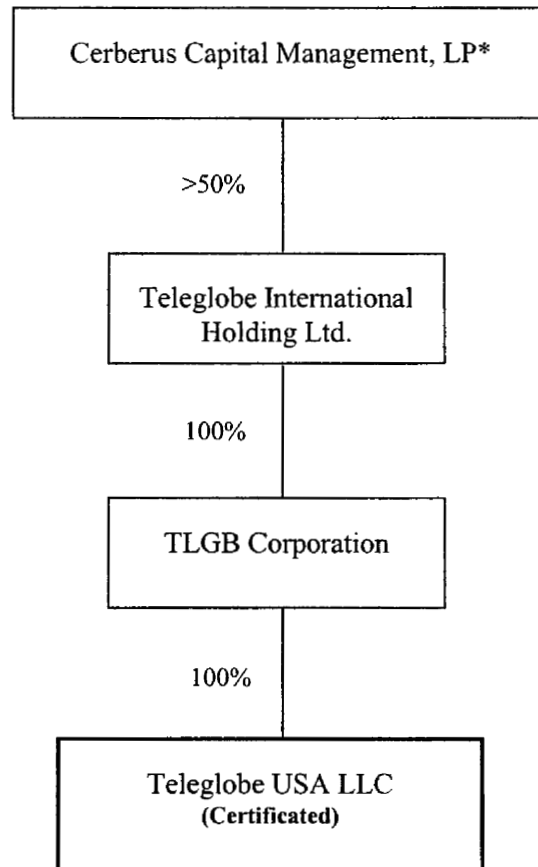 Cerberus Capital Management, LP*
>50%
Teleglobe International
Holding Ltd.
100%
TLGB Corporation
100%
Teleglobe USA LLC
(Certificated)